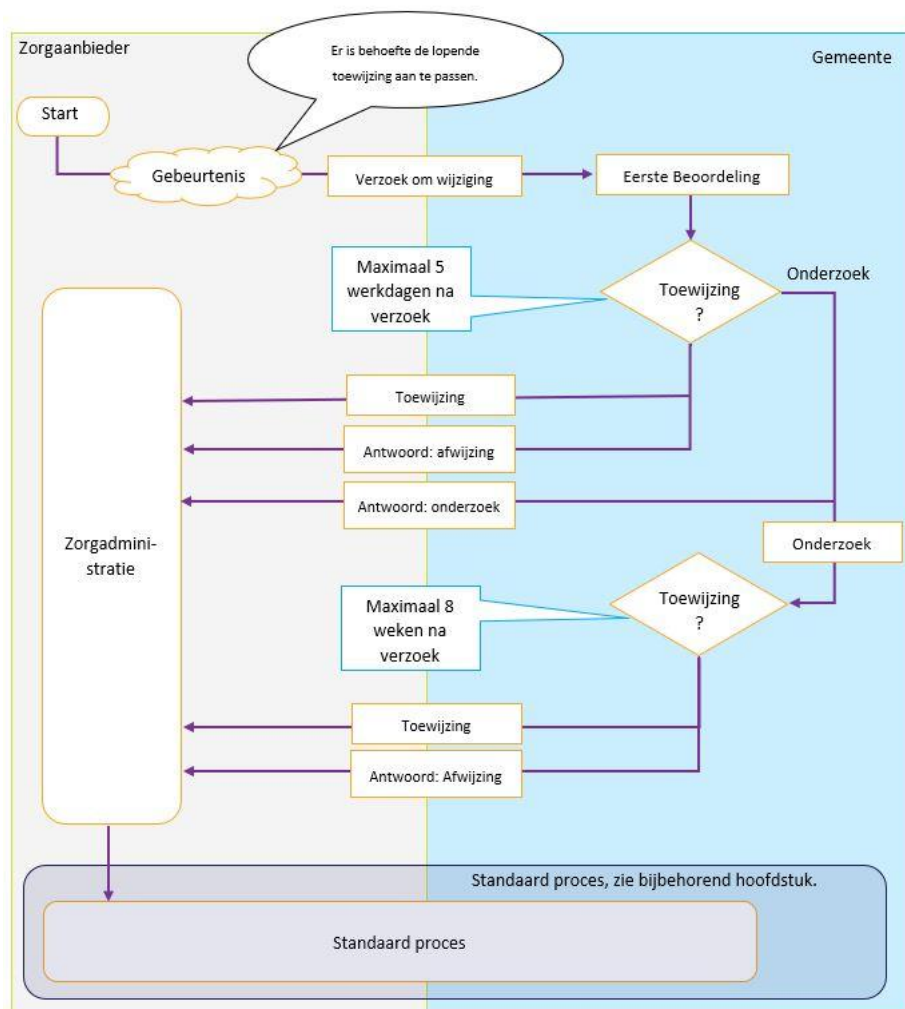 Zorgaanbieder
Er is behoefte de lopende
toewijzing aan te passen.
Gemeente
Start
Gebeurtenis
Verzoek om wijziging
Eerste Beoordeling
Maximaal 5
werkdagen na
verzoek
Toewijzing
?
Onderzoek
Toewijzing
Antwoord: afwijzing
Antwoord: onderzoek
Zorgadmini-
stratie
Onderzoek
Maximaal 8
weken na
verzoek
Toewijzing
?
Toewijzing
Antwoord: Afwijzing
Standaard proces, zie bijbehorend hoofdstuk.
Standaard proces